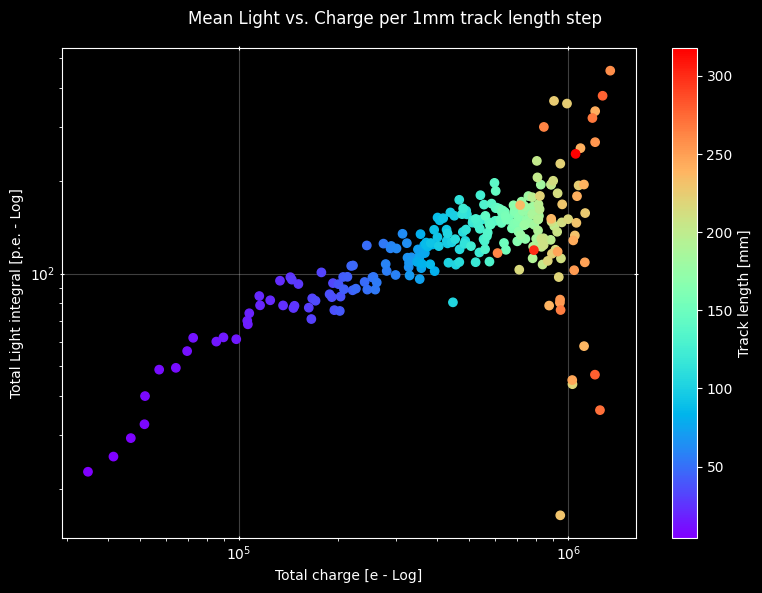 Mean Light vs. Charge per 1mm track length step
Total Light integral [p.e. - Log]
10²
10⁵
10⁶
Total charge [e - Log]
300
250
200
150
100
50
Track length [mm]